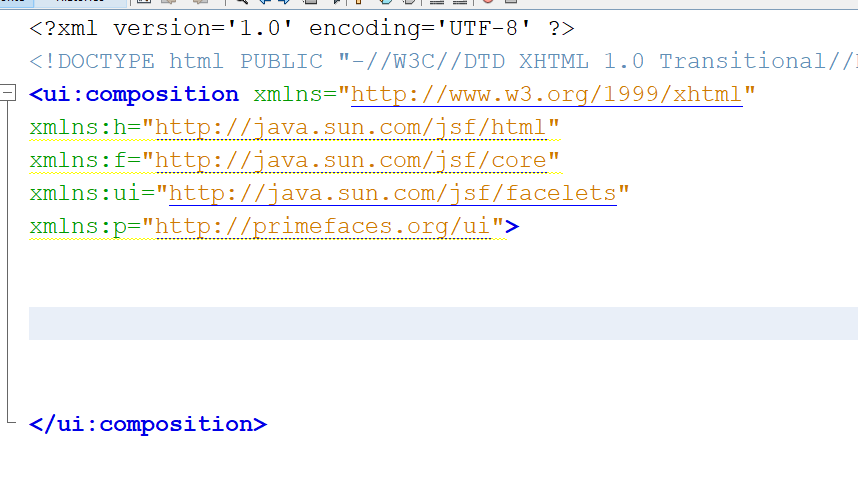 <?xml version='1.0' encoding='UTF-8' ?>
<!DOCTYPE html PUBLIC "-//W3C//DTD XHTML 1.0 Transitional//
<ui:composition xmlns="http://www.w3.org/1999/xhtml"
xmlns:h="http://java.sun.com/jsf/html"
xmlns:f="http://java.sun.com/jsf/core"
xmlns:ui="http://java.sun.com/jsf/facelets"
xmlns:p="http://primefaces.org/ui">
</ui:composition>